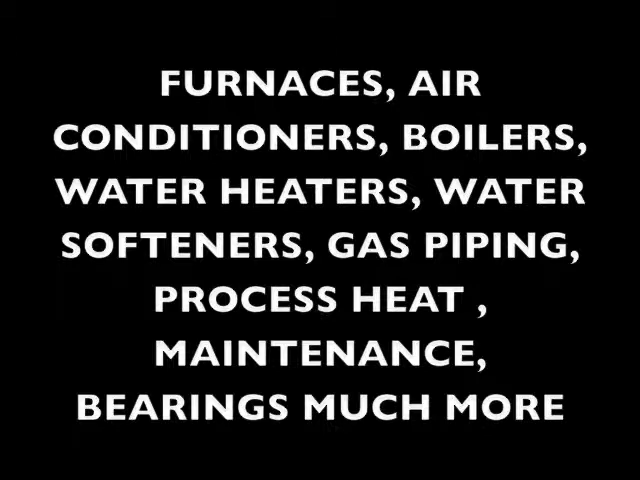 FURNACES, AIR
CONDITIONERS, BOILERS,
WATER HEATERS, WATER
SOFTENERS, GAS PIPING,
PROCESS HEAT ,
MAINTENANCE,
BEARINGS MUCH MORE